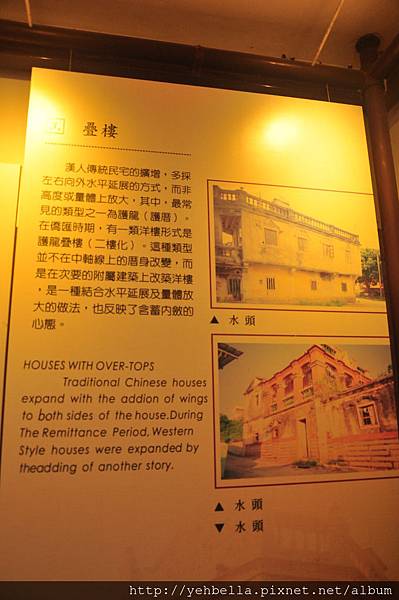 疊樓
漢人傳統民宅的擴增，多採
左右向外水平延展的方式，而非
高度或量體上放大，其中，最常
見的類型之一為護龍（護厝）。
在僑匯時期，有一類洋樓形式是
護龍疊樓（二樓化）。這種類型
並不在中軸線上的厝身改變，而
是在次要的附屬建築上改築洋樓
，是一種結合水平延展及量體放
大的做法，也反映了含蓄內斂的
心態。
HOUSES WITH OVER-TOPS
Traditional Chinese houses
expand with the addion of wings
to both sides of the house.During
The Remittance Period, Western
Style houses were expanded by
theadding of another story.
▲ 水頭
▲ 水頭
▼ 水頭
http://yehbella.pixnet.net/album